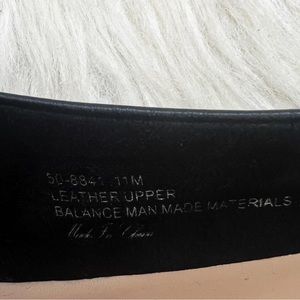 11M
LEATHER UPPER
BALANCE MAN MADE MATERIALS
Made In China